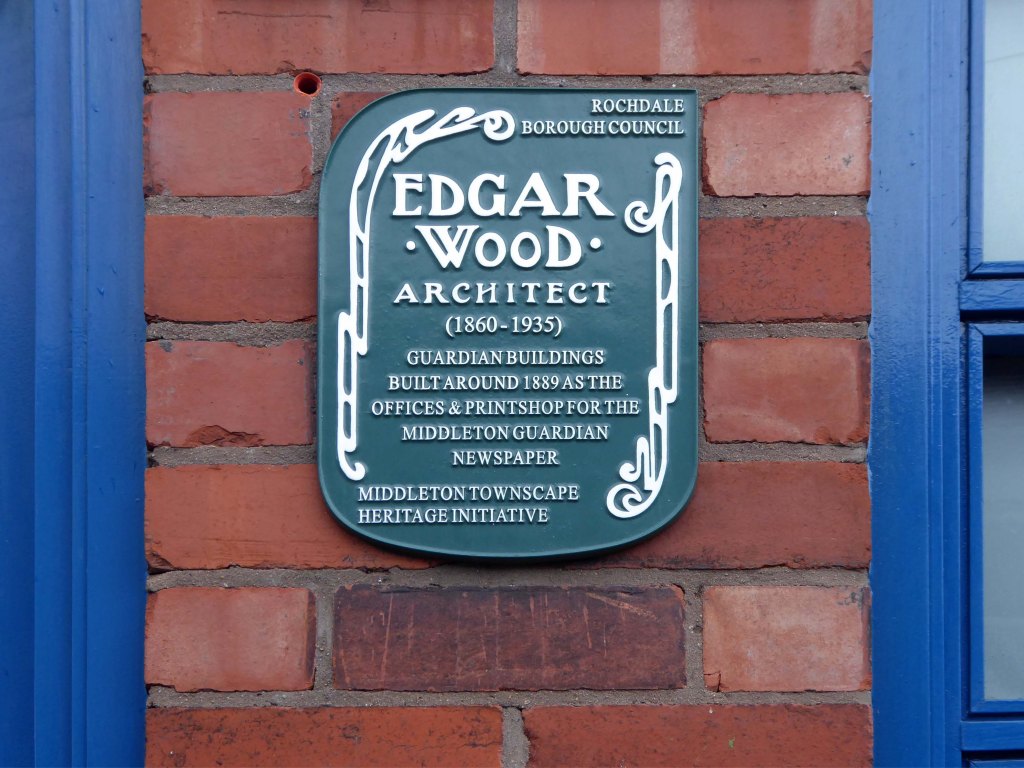 ROCHDALE
BOROUGH COUNCIL
EDGAR
·WOOD·
ARCHITECT
(1860-1935)
GUARDIAN BUILDINGS
BUILT AROUND 1889 AS THE
OFFICES & PRINTSHOP FOR THE
MIDDLETON GUARDIAN
NEWSPAPER
MIDDLETON TOWNSCAPE
HERITAGE INITIATIVE